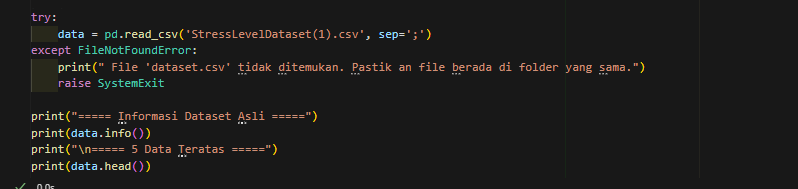 try:
data = pd.read_csv('StressLevelDataset(1).csv', sep=';')
except FileNotFoundError:
print(" File 'dataset.csv' tidak ditemukan. Pastik an file berada di folder yang sama.")
raise SystemExit
print("===== Informasi Dataset Asli =====")
print(data.info())
print("\n===== 5 Data Teratas =====")
print(data.head())
0.0s